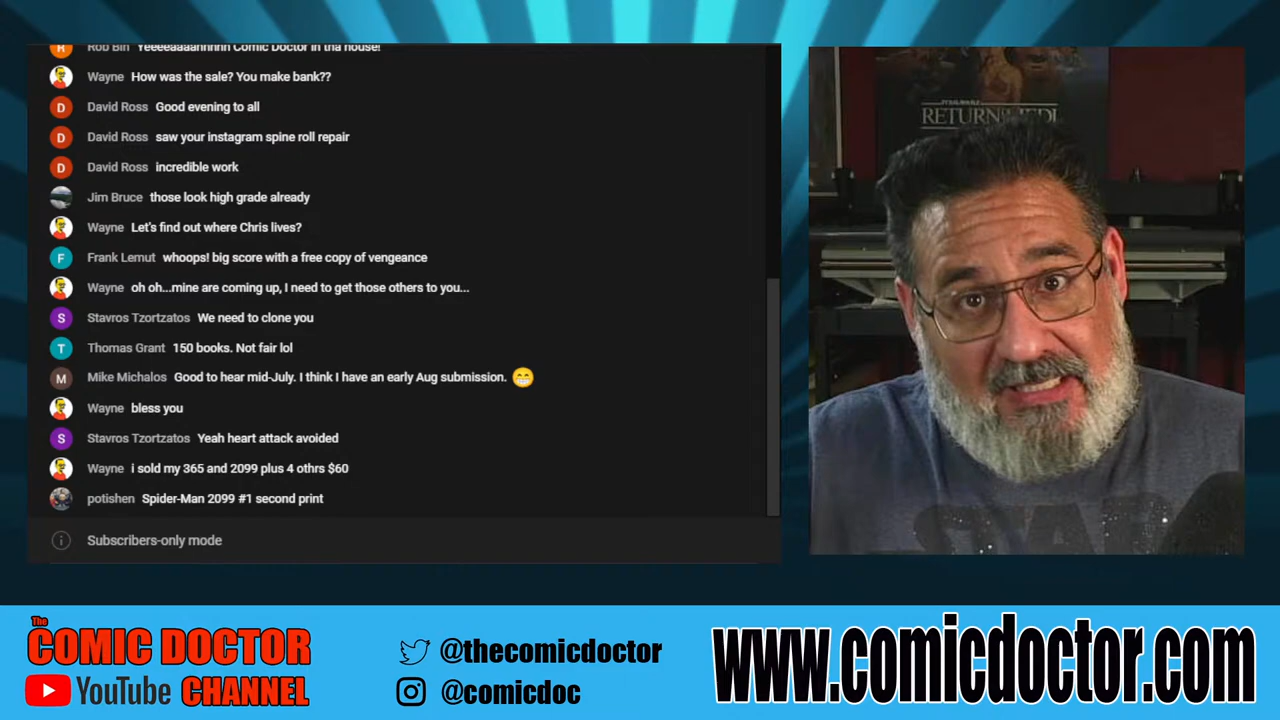 Rob Bin Yeeeeaaaahhhhh Comic Doctor in tha house!
Wayne How was the sale? You make bank??
David Ross Good evening to all
David Ross saw your instagram spine roll repair
David Ross incredible work
Jim Bruce those look high grade already
Wayne Let's find out where Chris lives?
Frank Lemut whoops! big score with a free copy of vengeance
Wayne oh oh...mine are coming up, I need to get those others to you...
Stavros Tzortzatos We need to clone you
Thomas Grant 150 books. Not fair lol
Mike Michalos Good to hear mid-July. I think I have an early Aug submission. 😁
Wayne bless you
Stavros Tzortzatos Yeah heart attack avoided
Wayne i sold my 365 and 2099 plus 4 othrs $60
potishen Spider-Man 2099 #1 second print
Subscribers-only mode
STAR WARS
RETURN OF THE JEDI
STAR
The
COMIC DOCTOR
YouTube CHANNEL
@thecomicdoctor
@comicdoc
www.comicdoctor.com